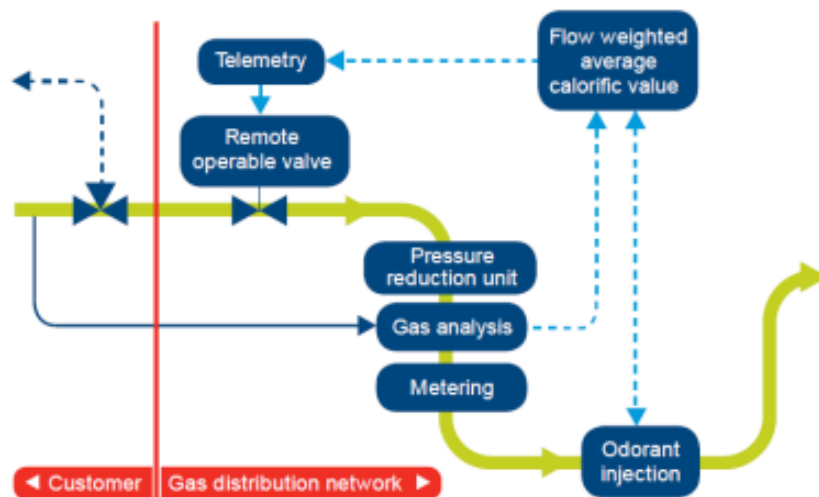 Telemetry
Flow weighted
average
calorific value
Remote
operable valve
Pressure
reduction unit
Gas analysis
Metering
Odorant
injection
Customer
Gas distribution network